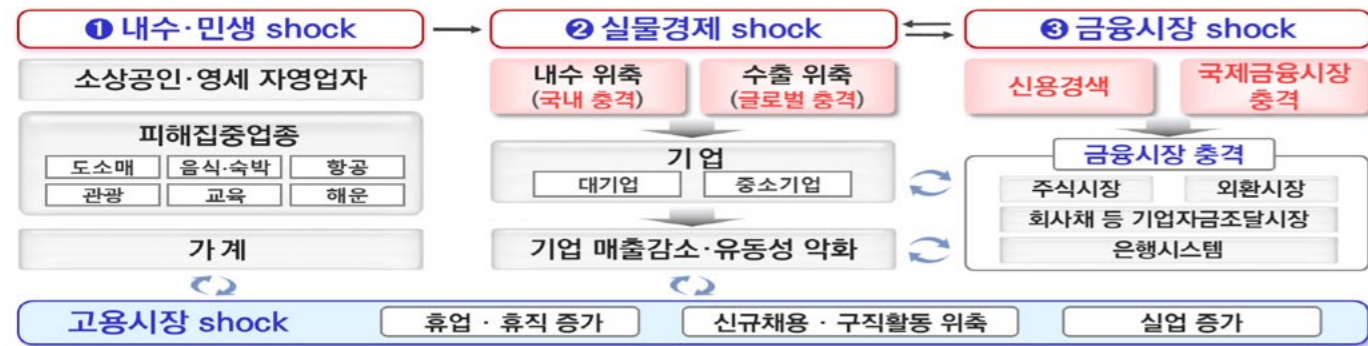 ❶ 내수·민생 shock
소상공인·영세 자영업자
피해집중업종
도소매 음식·숙박 항공
관광 교육 해운
가계
❷ 실물경제 shock
내수 위축
(국내 충격)
수출 위축
(글로벌 충격)
기업
대기업 중소기업
기업 매출감소·유동성 악화
❸ 금융시장 shock
신용경색
국제금융시장
충격
금융시장 충격
주식시장 외환시장
회사채 등 기업자금조달시장
은행시스템
고용시장 shock 휴업 · 휴직 증가 신규채용 · 구직활동 위축 실업 증가